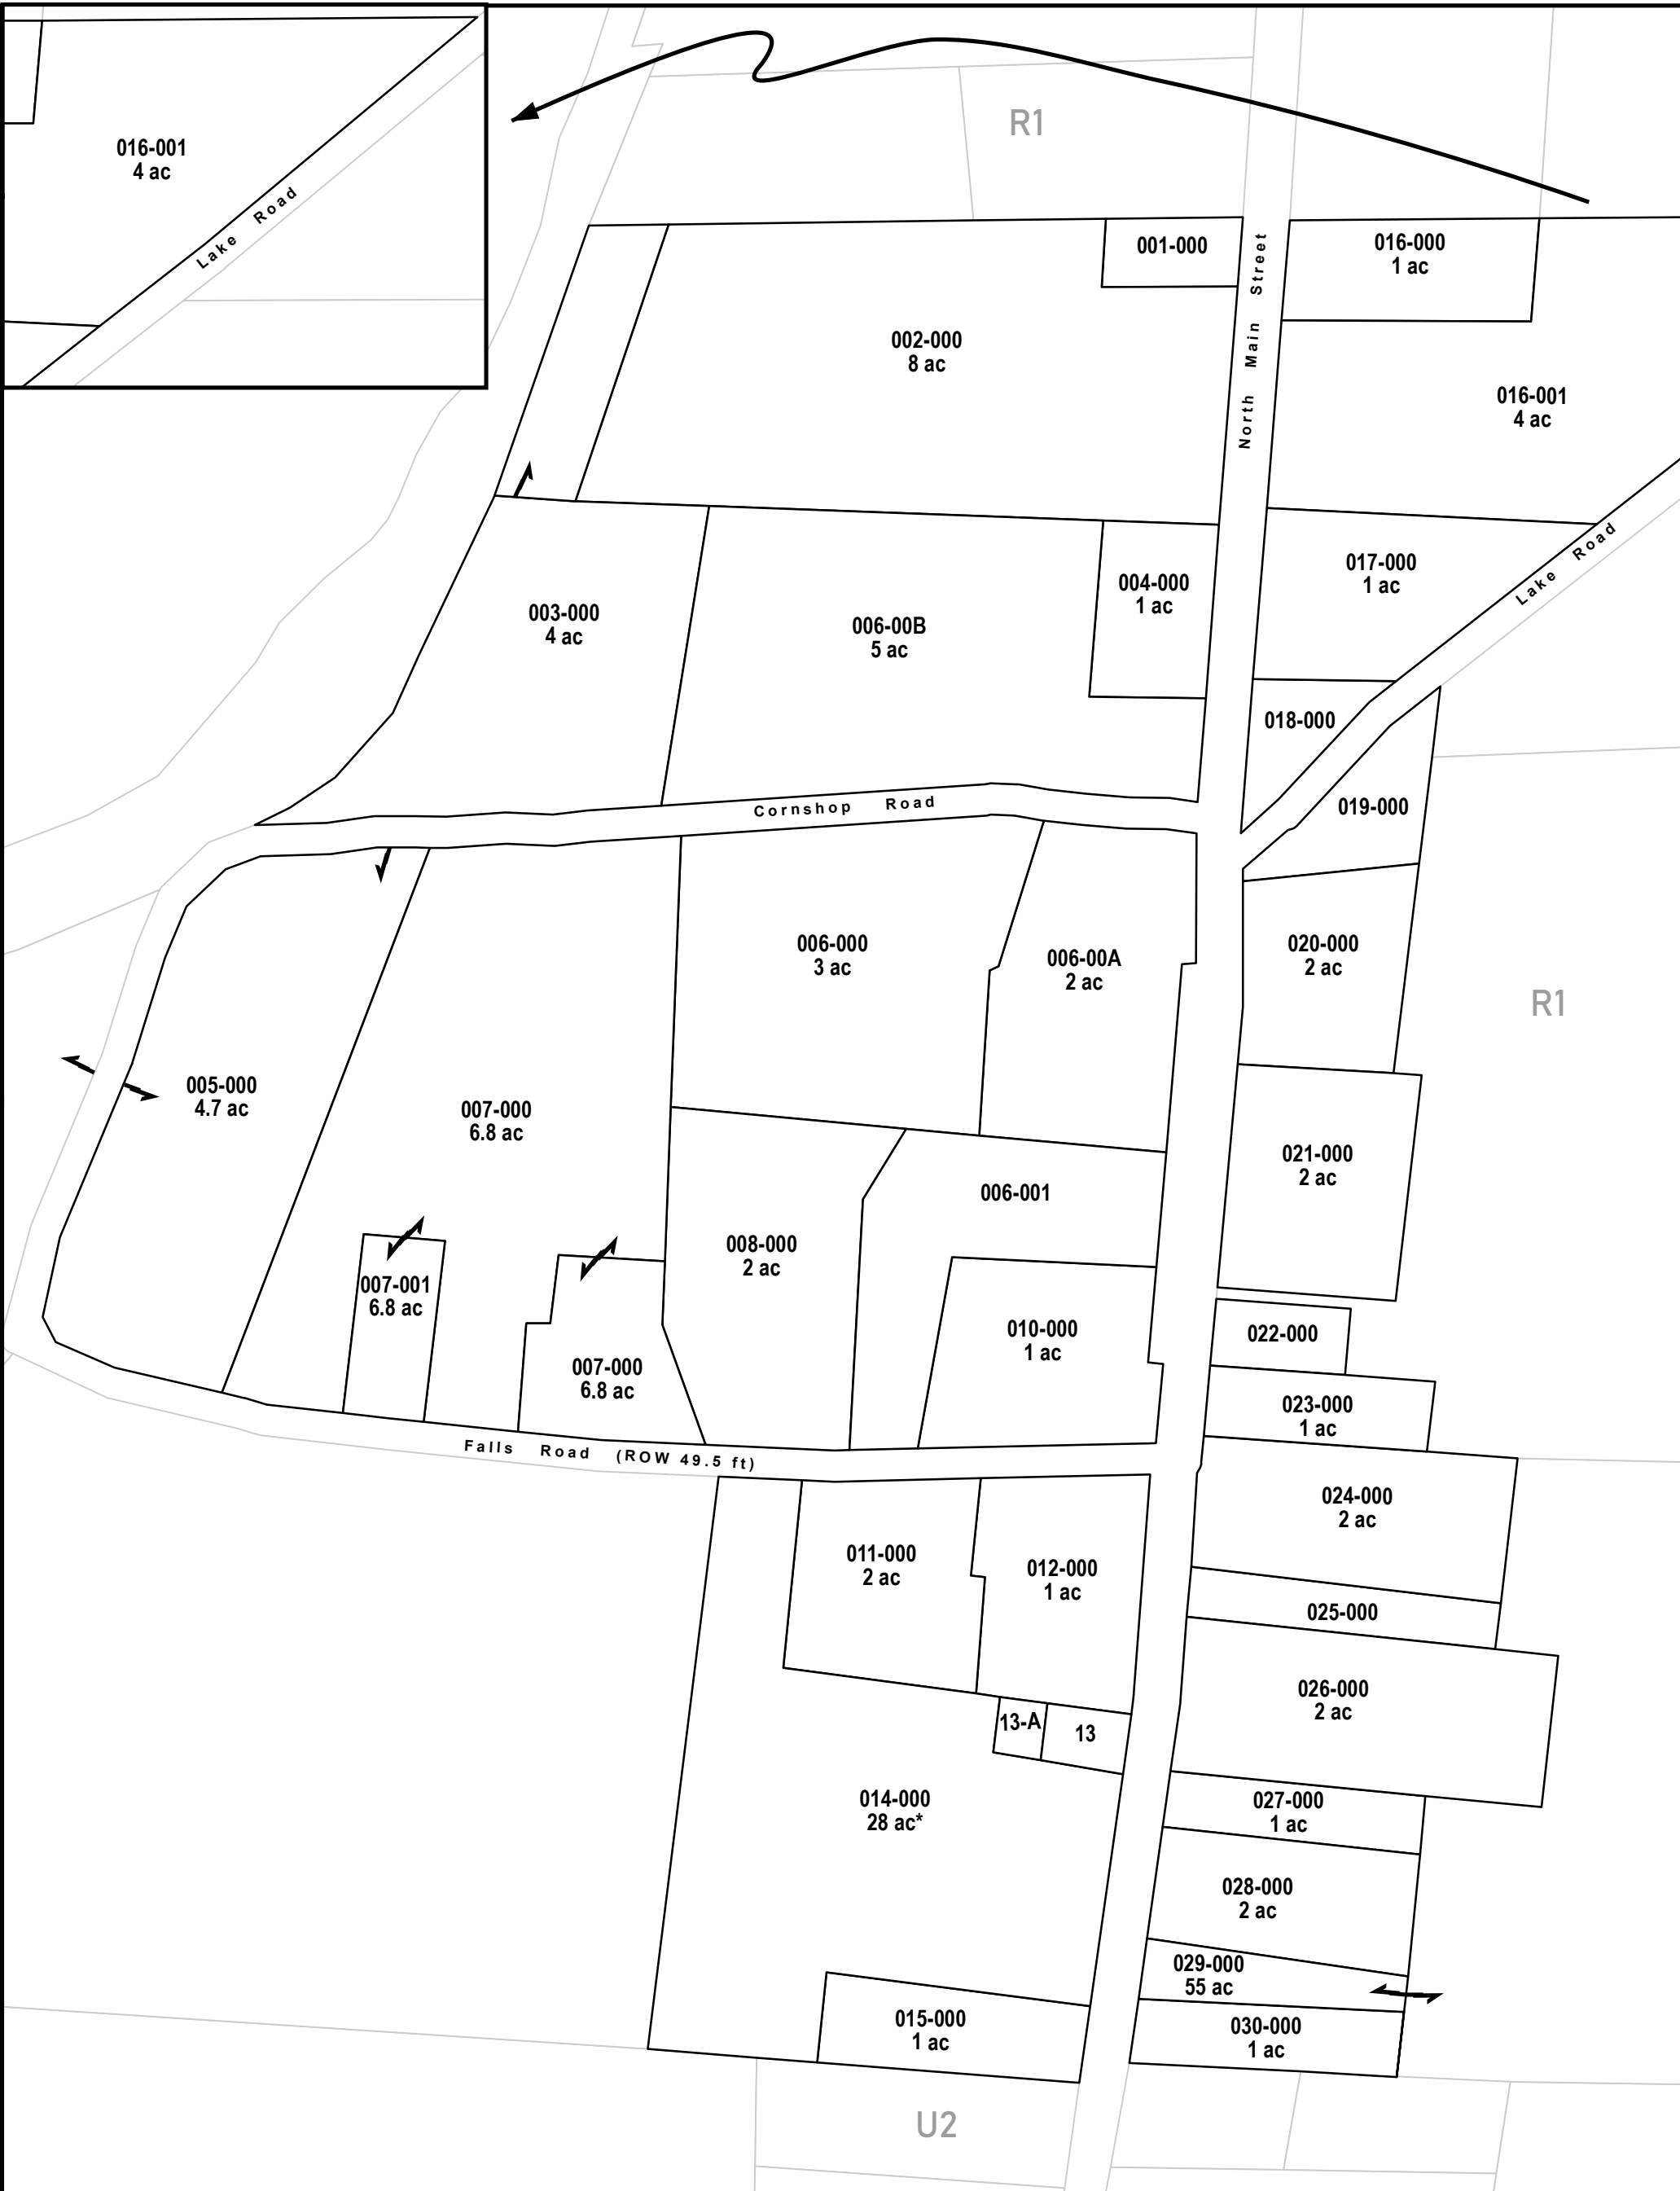 016-001
4 ac
Lake Road
R1
001-000
North Main Street
016-000
1 ac
002-000
8 ac
016-001
4 ac
003-000
4 ac
006-00B
5 ac
004-000
1 ac
017-000
1 ac
Lake Road
018-000
019-000
Cornshop Road
006-000
3 ac
006-00A
2 ac
020-000
2 ac
R1
005-000
4.7 ac
007-000
6.8 ac
021-000
2 ac
006-001
008-000
2 ac
007-001
6.8 ac
010-000
1 ac
022-000
007-000
6.8 ac
023-000
1 ac
Falls Road (ROW 49.5 ft)
024-000
2 ac
011-000
2 ac
012-000
1 ac
025-000
026-000
2 ac
13-A
13
014-000
28 ac*
027-000
1 ac
028-000
2 ac
029-000
55 ac
015-000
1 ac
030-000
1 ac
U2